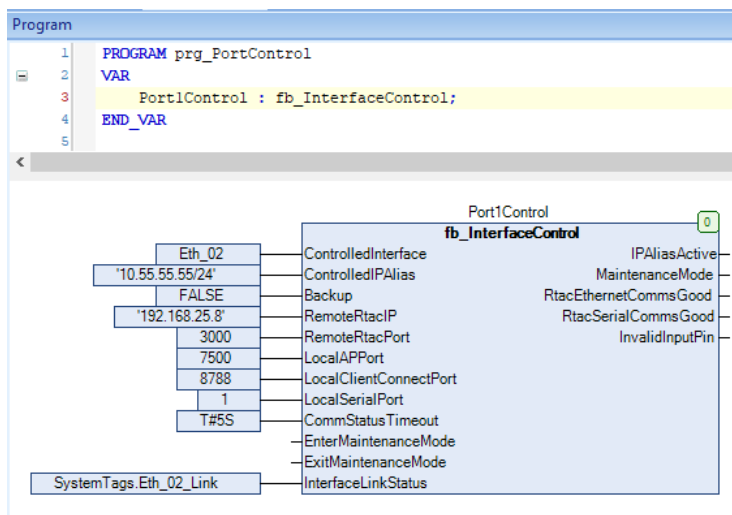 Program
1 PROGRAM prg_PortControl
2 VAR
3 Port1Control : fb_InterfaceControl;
4 END_VAR
5
Port1Control
fb_InterfaceControl 0
Eth_02 ControlledInterface IPAliasActive
'10.55.55.55/24' ControlledIPAlias MaintenanceMode
FALSE Backup RtacEthernetCommsGood
'192.168.25.8' RemoteRtacIP RtacSerialCommsGood
3000 RemoteRtacPort InvalidInputPin
7500 LocalAPPort
8788 LocalClientConnectPort
1 LocalSerialPort
T#5S CommStatusTimeout
EnterMaintenanceMode
ExitMaintenanceMode
SystemTags.Eth_02_Link InterfaceLinkStatus